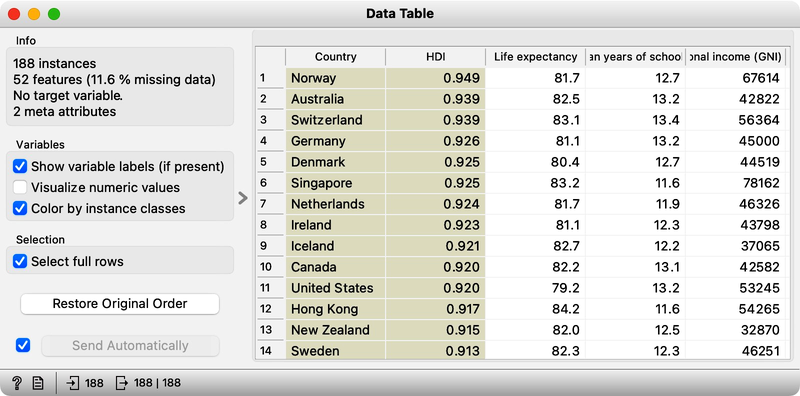 Data Table
Info
188 instances
52 features (11.6 % missing data)
No target variable.
2 meta attributes
Variables
Show variable labels (if present)
Visualize numeric values
Color by instance classes
Selection
Select full rows
Restore Original Order
Send Automatically
Country HDI Life expectancy an years of schoo onal income (GNI)
1 Norway 0.949 81.7 12.7 67614
2 Australia 0.939 82.5 13.2 42822
3 Switzerland 0.939 83.1 13.4 56364
4 Germany 0.926 81.1 13.2 45000
5 Denmark 0.925 80.4 12.7 44519
6 Singapore 0.925 83.2 11.6 78162
7 Netherlands 0.924 81.7 11.9 46326
8 Ireland 0.923 81.1 12.3 43798
9 Iceland 0.921 82.7 12.2 37065
10 Canada 0.920 82.2 13.1 42582
11 United States 0.920 79.2 13.2 53245
12 Hong Kong 0.917 84.2 11.6 54265
13 New Zealand 0.915 82.0 12.5 32870
14 Sweden 0.913 82.3 12.3 46251
? 188 188 | 188